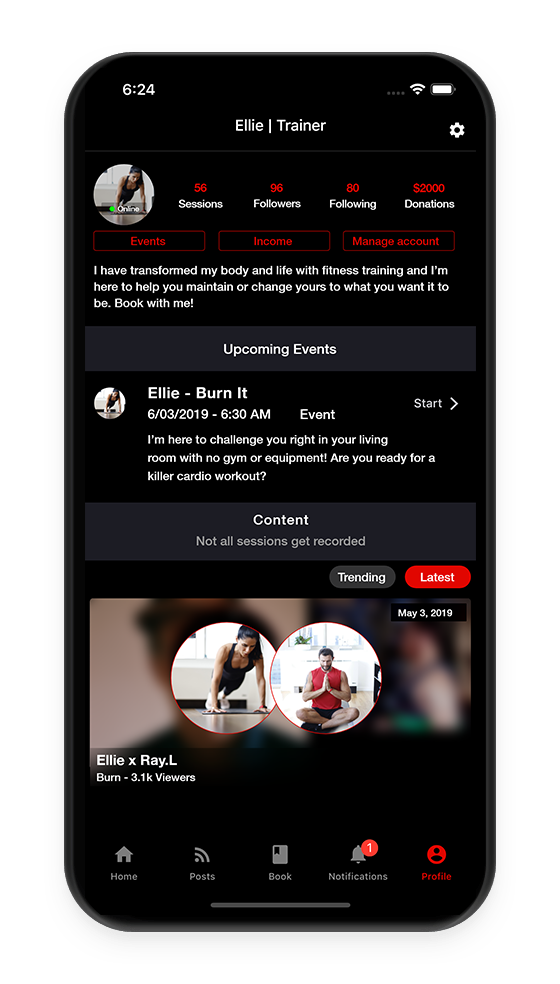 6:24
Ellie | Trainer
Online
56
Sessions
96
Followers
80
Following
$2000
Donations
Events
Income
Manage account
I have transformed my body and life with fitness training and I'm
here to help you maintain or change yours to what you want it to
be. Book with me!
Upcoming Events
Ellie - Burn It
6/03/2019 - 6:30 AM Event
Start
I'm here to challenge you right in your living
room with no gym or equipment! Are you ready for a
killer cardio workout?
Content
Not all sessions get recorded
Trending
Latest
May 3, 2019
Ellie x Ray.L
Burn - 3.1k Viewers
1
Home
Posts
Book
Notifications
Profile